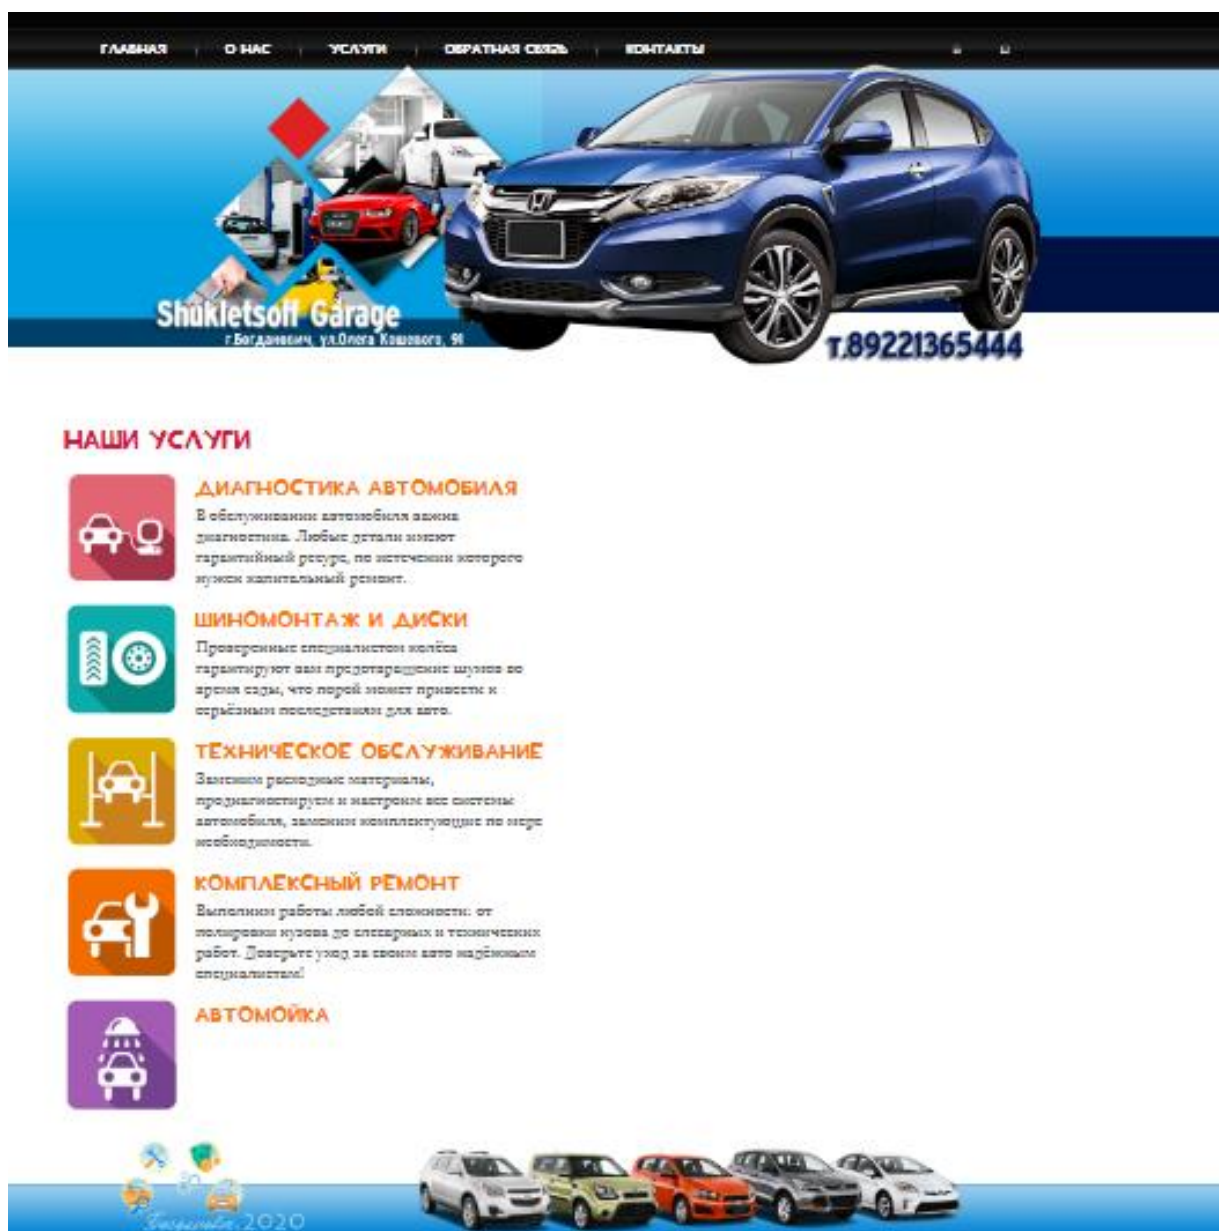 ГЛАВНАЯ О НАС УСЛУГИ ОБРАТНАЯ СВЯЗЬ КОНТАКТЫ
Shukletsoff Garage
г.Богданович, ул.Олега Кошевого, 91
т.89221365444
НАШИ УСЛУГИ
ДИАГНОСТИКА АВТОМОБИЛЯ
В обслуживании автомобиля важна
диагностика. Любые детали имеют
гарантийный ресурс, по истечении которого
нужен капитальный ремонт.
ШИНОМОНТАЖ И ДИСКИ
Проверенные специалистом колёса
гарантируют вам предотвращение шумов во
время езды, что порой может привести к
серьёзным последствиям для авто.
ТЕХНИЧЕСКОЕ ОБСЛУЖИВАНИЕ
Заменим расходные материалы,
продиагностируем и настроим все системы
автомобиля, заменим комплектующие по мере
необходимости.
КОМПЛЕКСНЫЙ РЕМОНТ
Выполним работы любой сложности: от
полировки кузова до слесарных и технических
работ. Доверьте уход за своим авто надёжным
специалистам!
АВТОМОЙКА
2020